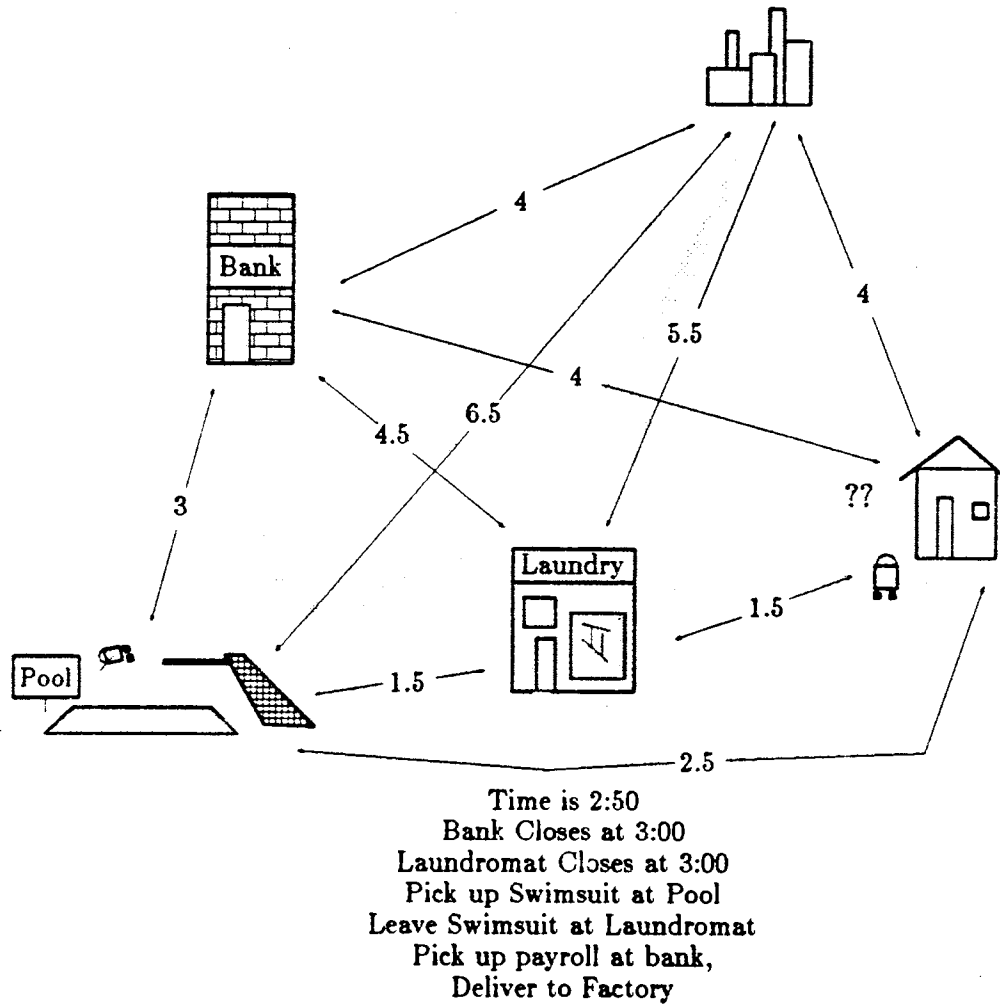 4
Bank
4
5.5
4
6.5
4.5
??
3
Laundry
1.5
Pool
1.5
2.5
Time is 2:50
Bank Closes at 3:00
Laundromat Closes at 3:00
Pick up Swimsuit at Pool
Leave Swimsuit at Laundromat
Pick up payroll at bank,
Deliver to Factory